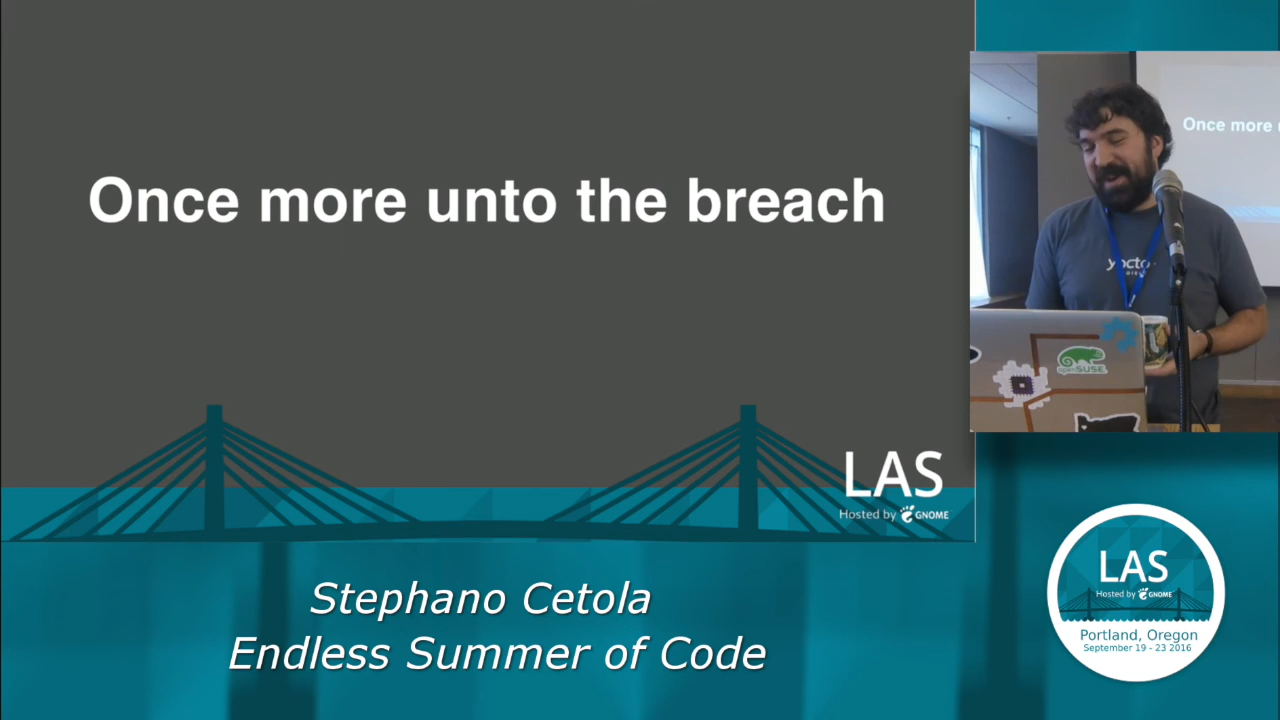 Once more unto the breach
LAS
Hosted by GNOME
Once more
yocto
openSUSE
Stephano Cetola
Endless Summer of Code
LAS
Hosted by GNOME
Portland, Oregon
September 19 - 23 2016